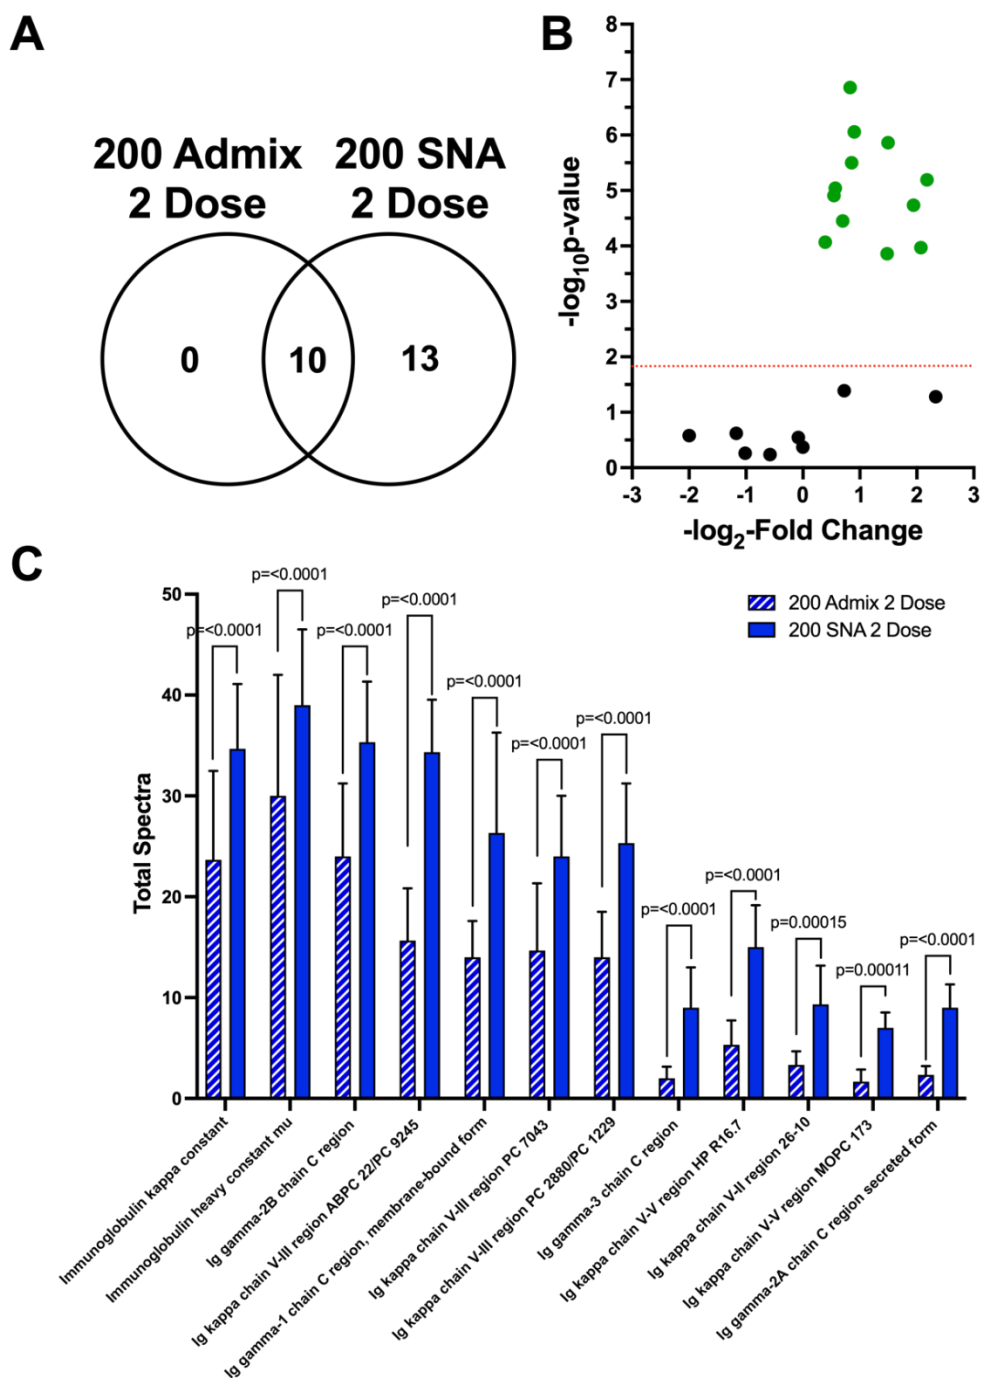 A
200 Admix
2 Dose
200 SNA
2 Dose
0
10
13
B
8
7
6
5
4
3
2
1
0
-log10p-value
-3
-2
-1
0
1
2
3
-log2-Fold Change
C
200 Admix 2 Dose
200 SNA 2 Dose
50
40
30
20
10
0
Total Spectra
p=<0.0001
p=<0.0001
p=<0.0001
p=<0.0001
p=<0.0001
p=<0.0001
p=<0.0001
p=<0.0001
p=<0.0001
p=0.00015
p=0.00011
p=<0.0001
Immunoglobulin kappa constant
Immunoglobulin heavy constant mu
Ig gamma-2B chain C region
Ig kappa chain V-III region ABPC 22/PC 9245
Ig gamma-1 chain C region, membrane-bound form
Ig kappa chain V-III region PC 7043
Ig kappa chain V-III region PC 2880/PC 1229
Ig gamma-3 chain C region
Ig kappa chain V-V region HP R16.7
Ig kappa chain V-II region 26-10
Ig kappa chain V-V region MOPC 173
Ig gamma-2A chain C region secreted form